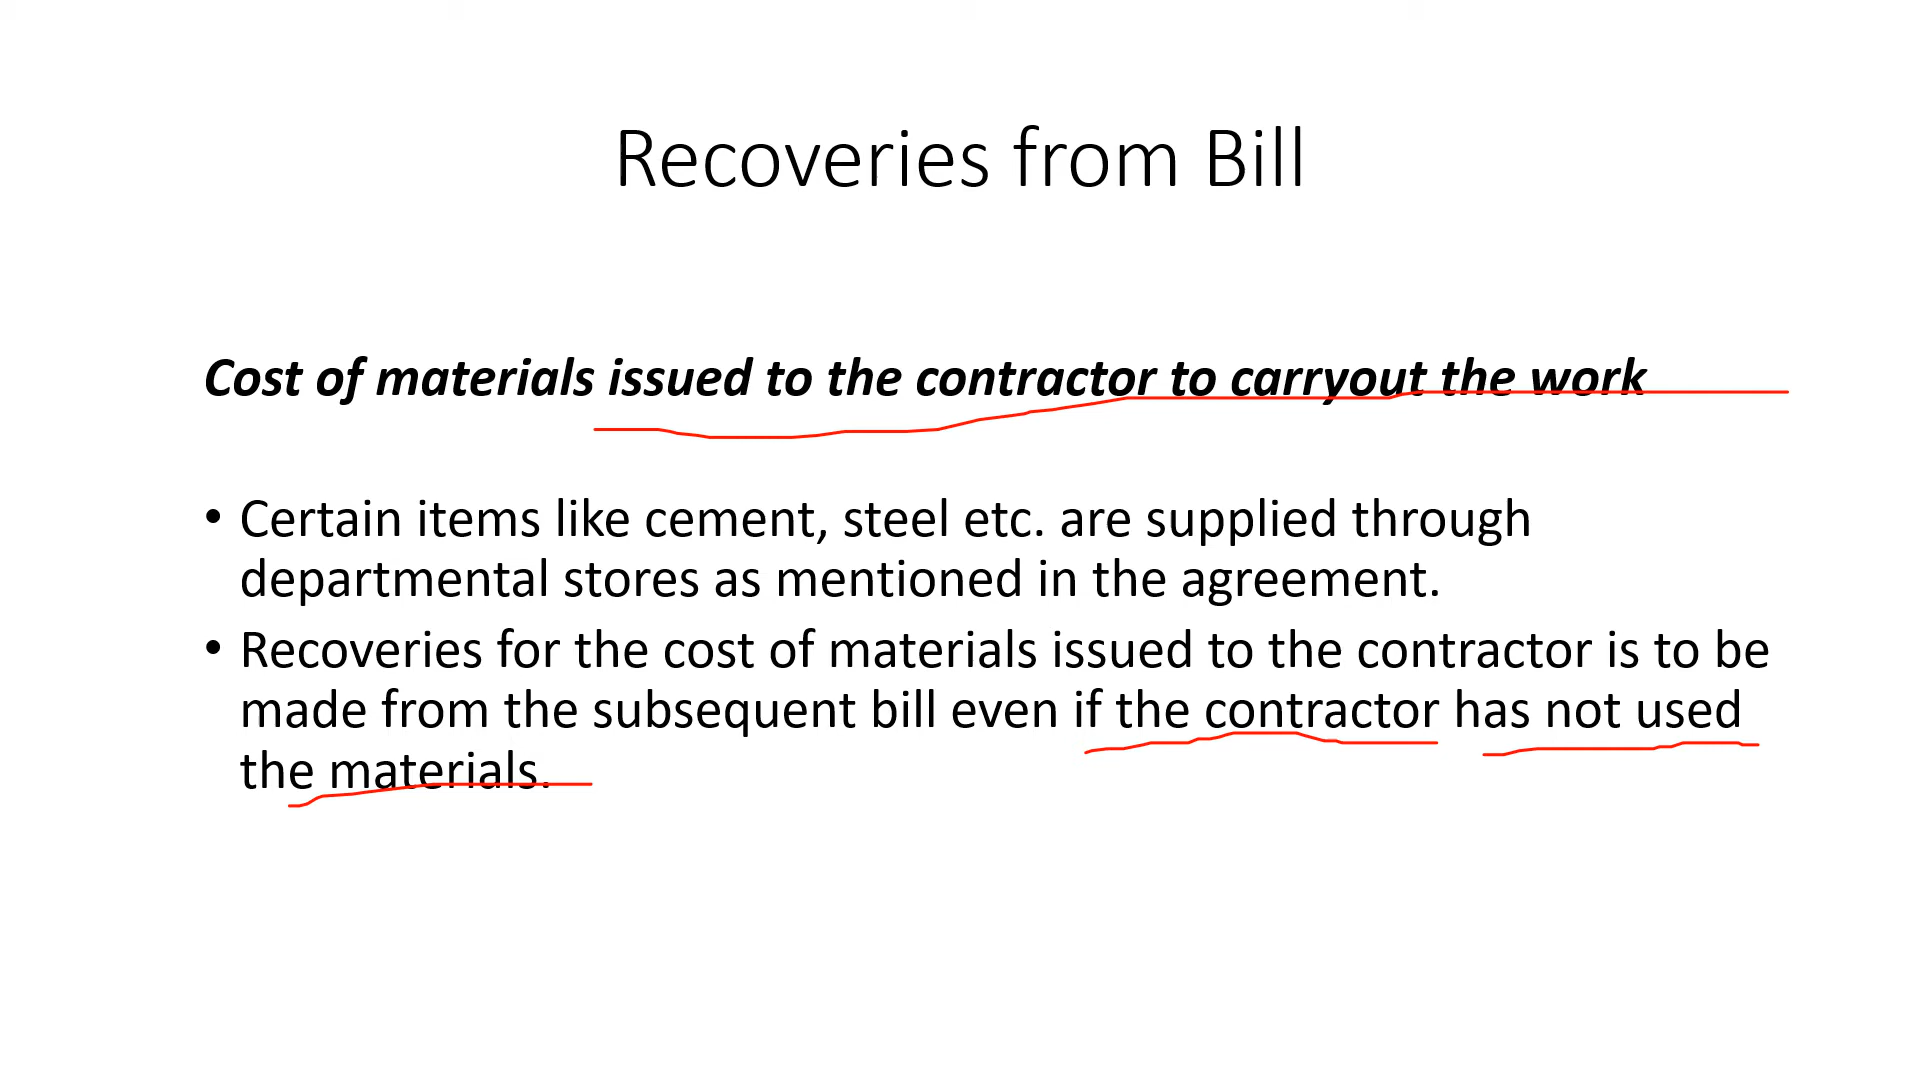 Recoveries from Bill
Cost of materials issued to the contractor to carryout the work
• Certain items like cement, steel etc. are supplied through
departmental stores as mentioned in the agreement.
• Recoveries for the cost of materials issued to the contractor is to be
made from the subsequent bill even if the contractor has not used
the materials.